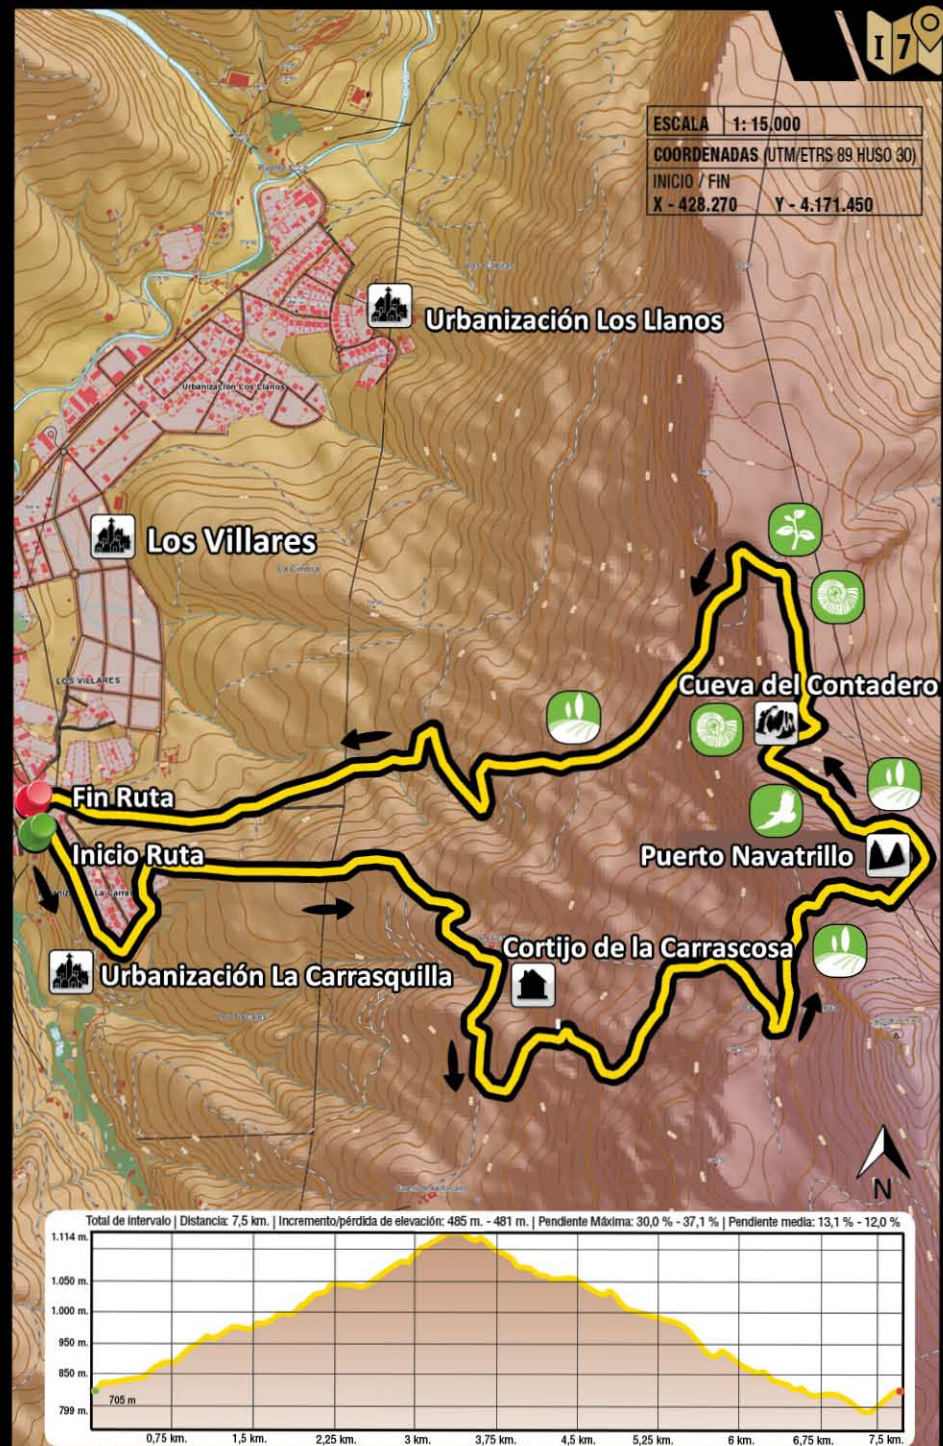 I 7
ESCALA 1: 15.000
COORDENADAS (UTM/ETRS 89 HUSO 30)
INICIO / FIN
X - 428.270 Y - 4.171.450
Urbanización Los Llanos
Urbanización Los Llanos
Los Villares
La Cimbra
LOS VILLARES
Cueva del Contadero
Fin Ruta
Inicio Ruta
Puerto Navatrillo
Cortijo de la Carrascosa
Urbanización La Carrasquilla
N
Total de intervalo | Distancia: 7,5 km. | Incremento/pérdida de elevación: 485 m. - 481 m. | Pendiente Máxima: 30,0 % - 37,1 % | Pendiente media: 13,1 % - 12,0 %
1.114 m.
1.050 m.
1.000 m.
950 m.
850 m.
799 m.
705 m
0,75 km. 1,5 km. 2,25 km. 3 km. 3,75 km. 4,5 km. 5,25 km. 6 km. 6,75 km. 7,5 km.